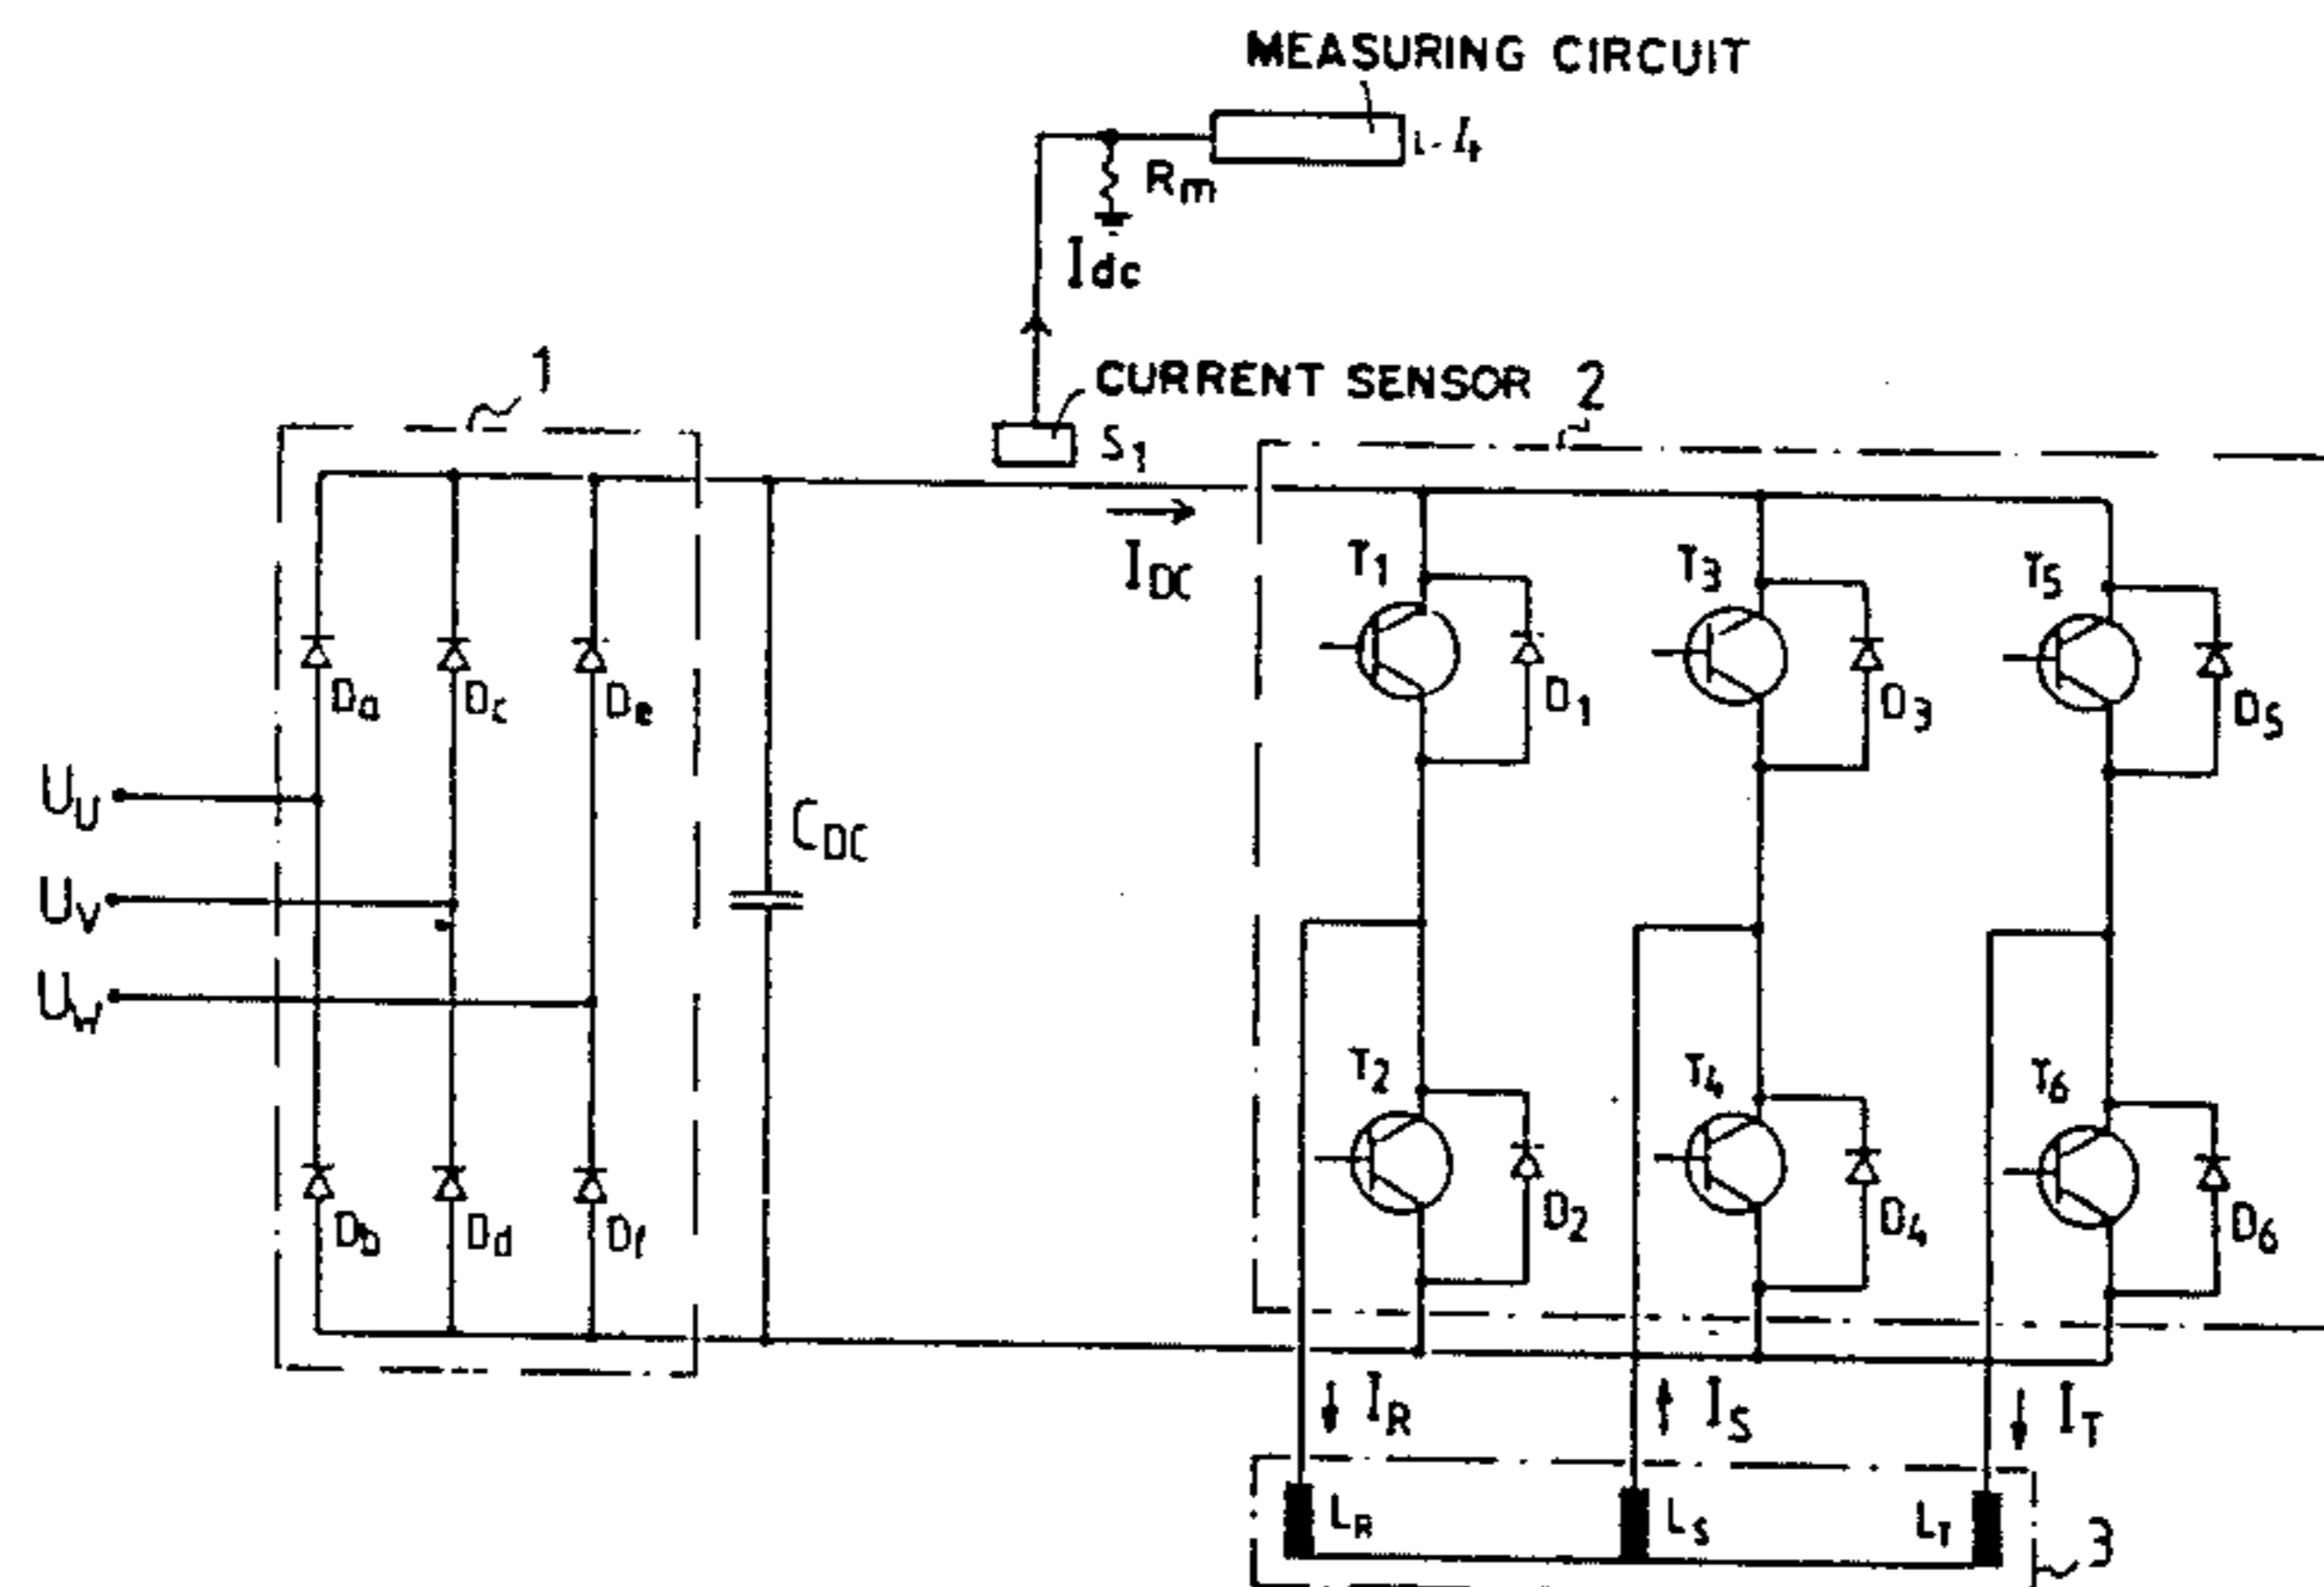 MEASURING CIRCUIT
4
Rm
Idc
1
CURRENT SENSOR
2
S1
IDC
T1
T3
T5
Da
Dc
De
D1
D3
D5
UU
CDC
UV
UW
T2
T4
T6
Db
Dd
Df
D2
D4
D6
IR
IS
IT
LR
LS
LT
3